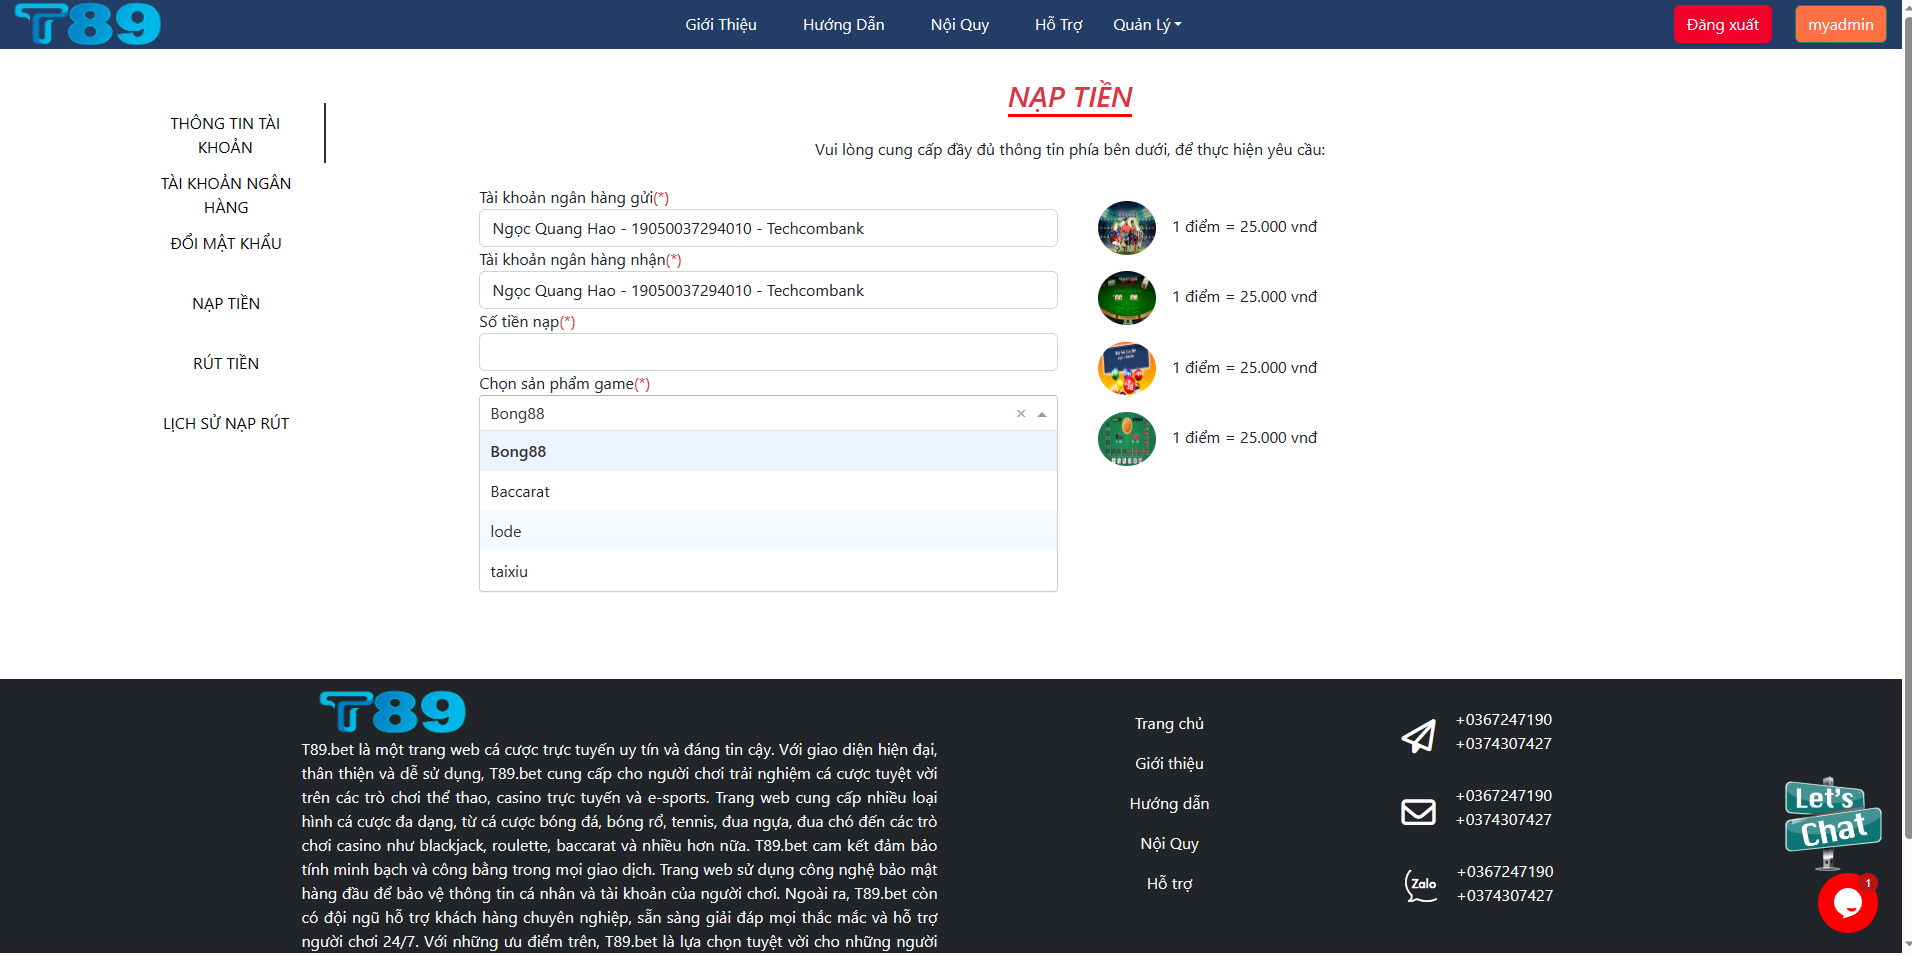 T89
Giới Thiệu
Hướng Dẫn
Nội Quy
Hỗ Trợ
Quản Lý
Đăng xuất
myadmin
THÔNG TIN TÀI
KHOẢN
TÀI KHOẢN NGÂN
HÀNG
ĐỔI MẬT KHẨU
NẠP TIỀN
RÚT TIỀN
LỊCH SỬ NẠP RÚT
NẠP TIỀN
Vui lòng cung cấp đầy đủ thông tin phía bên dưới, để thực hiện yêu cầu:
Tài khoản ngân hàng gửi(*)
Ngọc Quang Hao - 19050037294010 - Techcombank
Tài khoản ngân hàng nhận(*)
Ngọc Quang Hao - 19050037294010 - Techcombank
Số tiền nạp(*)
Chọn sản phẩm game(*)
Bong88
×
Bong88
Baccarat
lode
taixiu
1 điểm = 25.000 vnđ
1 điểm = 25.000 vnđ
1 điểm = 25.000 vnđ
1 điểm = 25.000 vnđ
T89
T89.bet là một trang web cá cược trực tuyến uy tín và đáng tin cậy. Với giao diện hiện đại,
thân thiện và dễ sử dụng, T89.bet cung cấp cho người chơi trải nghiệm cá cược tuyệt vời
trên các trò chơi thể thao, casino trực tuyến và e-sports. Trang web cung cấp nhiều loại
hình cá cược đa dạng, từ cá cược bóng đá, bóng rổ, tennis, đua ngựa, đua chó đến các trò
chơi casino như blackjack, roulette, baccarat và nhiều hơn nữa. T89.bet cam kết đảm bảo
tính minh bạch và công bằng trong mọi giao dịch. Trang web sử dụng công nghệ bảo mật
hàng đầu để bảo vệ thông tin cá nhân và tài khoản của người chơi. Ngoài ra, T89.bet còn
có đội ngũ hỗ trợ khách hàng chuyên nghiệp, sẵn sàng giải đáp mọi thắc mắc và hỗ trợ
người chơi 24/7. Với những ưu điểm trên, T89.bet là lựa chọn tuyệt vời cho những người
Trang chủ
Giới thiệu
Hướng dẫn
Nội Quy
Hỗ trợ
+0367247190
+0374307427
+0367247190
+0374307427
Zalo
+0367247190
+0374307427
Let's
Chat
1